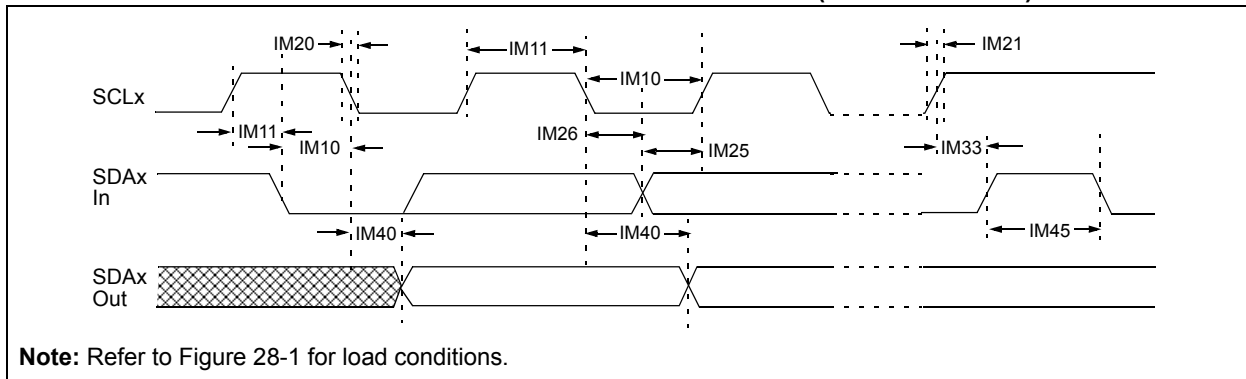 IM20
IM11
IM21
IM10
SCLx
IM11
IM26
IM10
IM25
IM33
SDAx
In
IM40
IM40
IM45
SDAx
Out
Note: Refer to Figure 28-1 for load conditions.